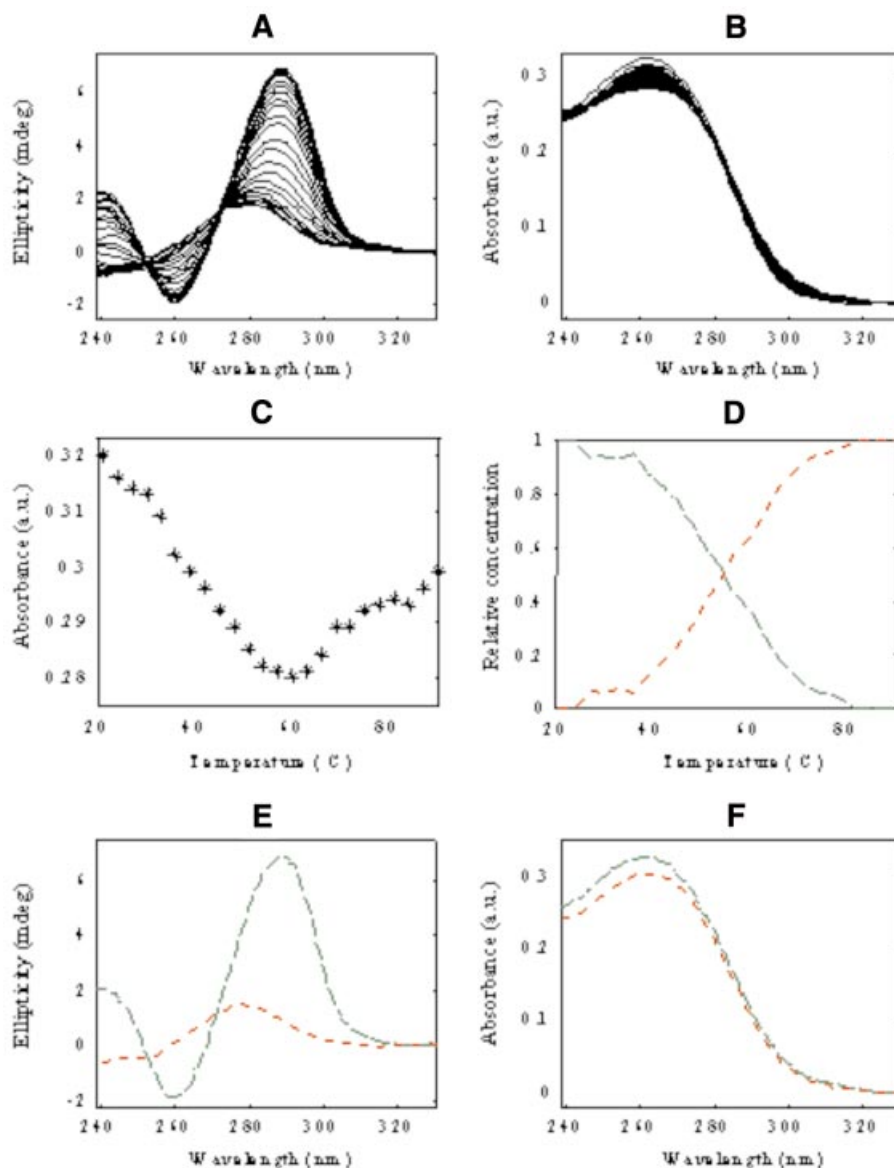 A
B
Ellipticity (mdeg)
6
4
2
0
-2
240 260 280 300 320
Wavelength (nm)
Absorbance (a.u.)
0.3
0.2
0.1
0
240 260 280 300 320
Wavelength (nm)
C
D
Absorbance (a.u.)
0.32
0.31
0.3
0.29
0.28
20 40 60 80
Temperature ( C)
Relative concentration
1
0.8
0.6
0.4
0.2
0
20 40 60 80
Temperature ( C)
E
F
Ellipticity (mdeg)
6
4
2
0
-2
240 260 280 300 320
Wavelength (nm)
Absorbance (a.u.)
0.3
0.2
0.1
0
240 260 280 300 320
Wavelength (nm)